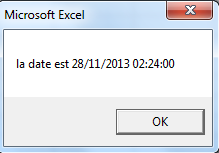 Microsoft Excel
la date est 28/11/2013 02:24:00
OK